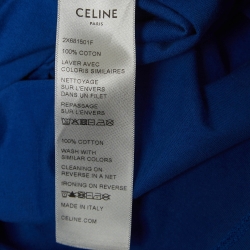 CELINE
PARIS
2X681501F
100% COTTON
LAVER AVEC
COLORIS SIMILAIRES
NETTOYAGE
SUR L'ENVERS
DANS UN FILET
REPASSAGE
SUR L'ENVERS
100% COTTON
WASH WITH
SIMILAR COLORS
CLEANING ON
REVERSE IN A NET
IRONING ON REVERSE
MADE IN ITALY
CELINE.COM